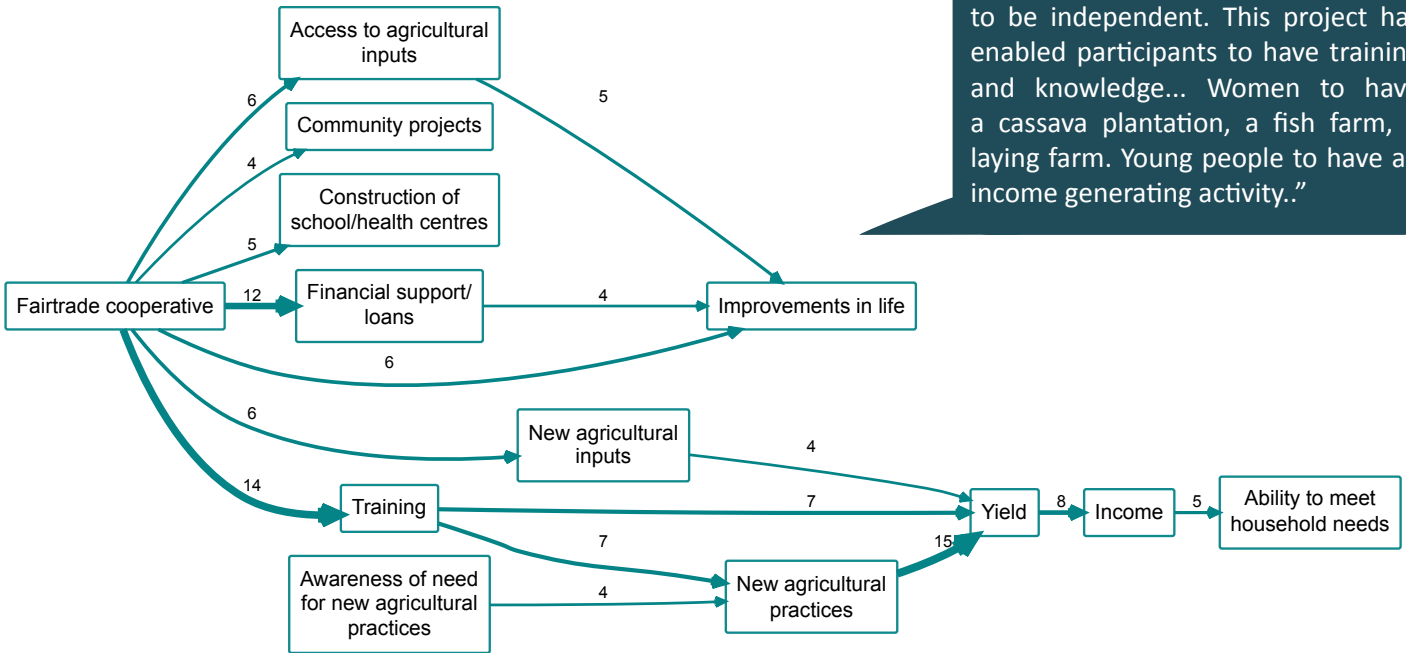 to be independent. This project
enabled participants to have
and knowledge... Women to
a cassava plantation, a fish farm,
laying farm. Young people to have
income generating activity..”
Access to agricultural
inputs
6
5
Community projects
4
Construction of
school/health centres
5
Fairtrade cooperative
12
Financial support/
loans
4
Improvements in life
6
6
New agricultural
inputs
4
14
Training
7
Yield
8
Income
5
Ability to meet
household needs
7
15
Awareness of need
for new agricultural
practices
4
New agricultural
practices